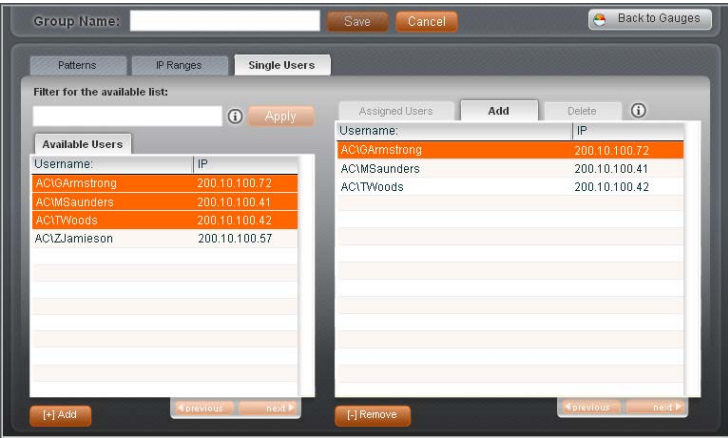 Group Name: Save Cancel Back to Gauges
Patterns IP Ranges Single Users
Filter for the available list:
Apply
Available Users
Username: IP
AC\GArmstrong 200.10.100.72
AC\MSaunders 200.10.100.41
AC\TWoods 200.10.100.42
AC\ZJamieson 200.10.100.57
[+] Add previous next
Assigned Users Add Delete
Username: IP
AC\GArmstrong 200.10.100.72
AC\MSaunders 200.10.100.41
AC\TWoods 200.10.100.42
[-] Remove previous next